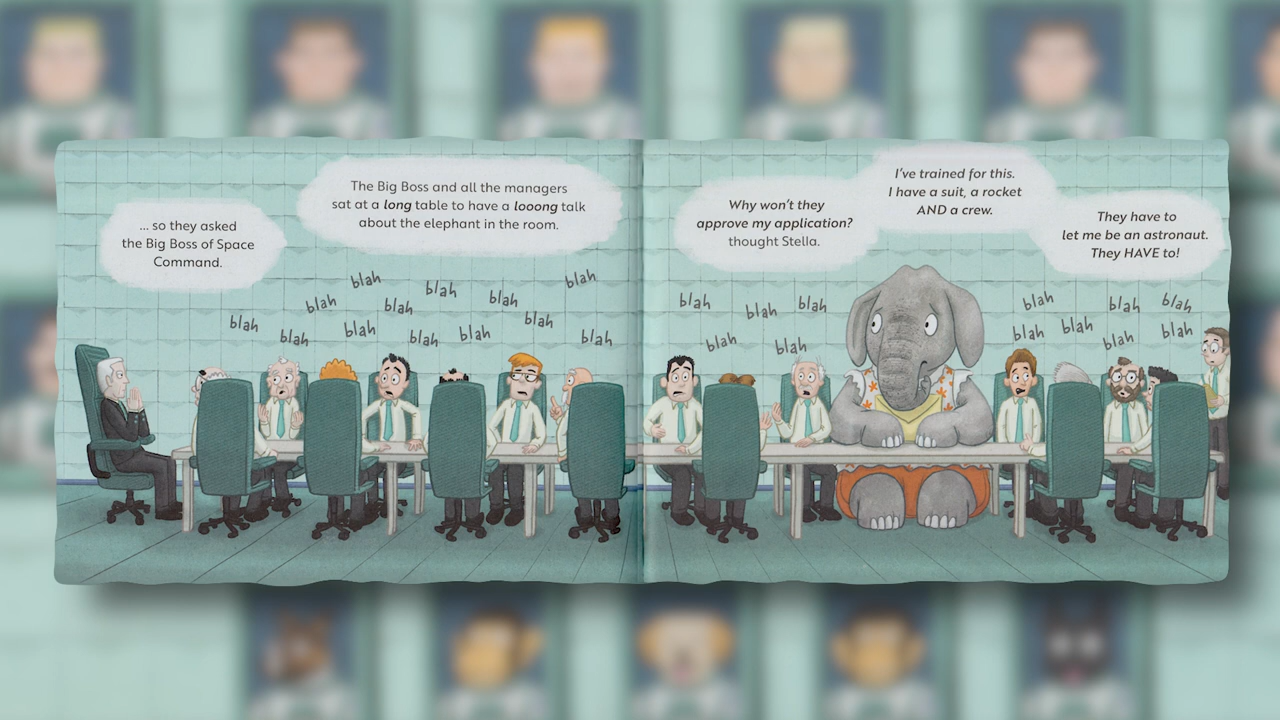 ... so they asked
the Big Boss of Space
Command.
The Big Boss and all the managers
sat at a long table to have a looong talk
about the elephant in the room.
blah
blah
blah
blah
blah
blah
blah
blah
blah
blah
blah
blah
blah
Why won't they
approve my application?
thought Stella.
I've trained for this.
I have a suit, a rocket
AND a crew.
They have to
let me be an astronaut.
They HAVE to!
blah
blah
blah
blah
blah
blah
blah
blah
blah
blah
blah
blah